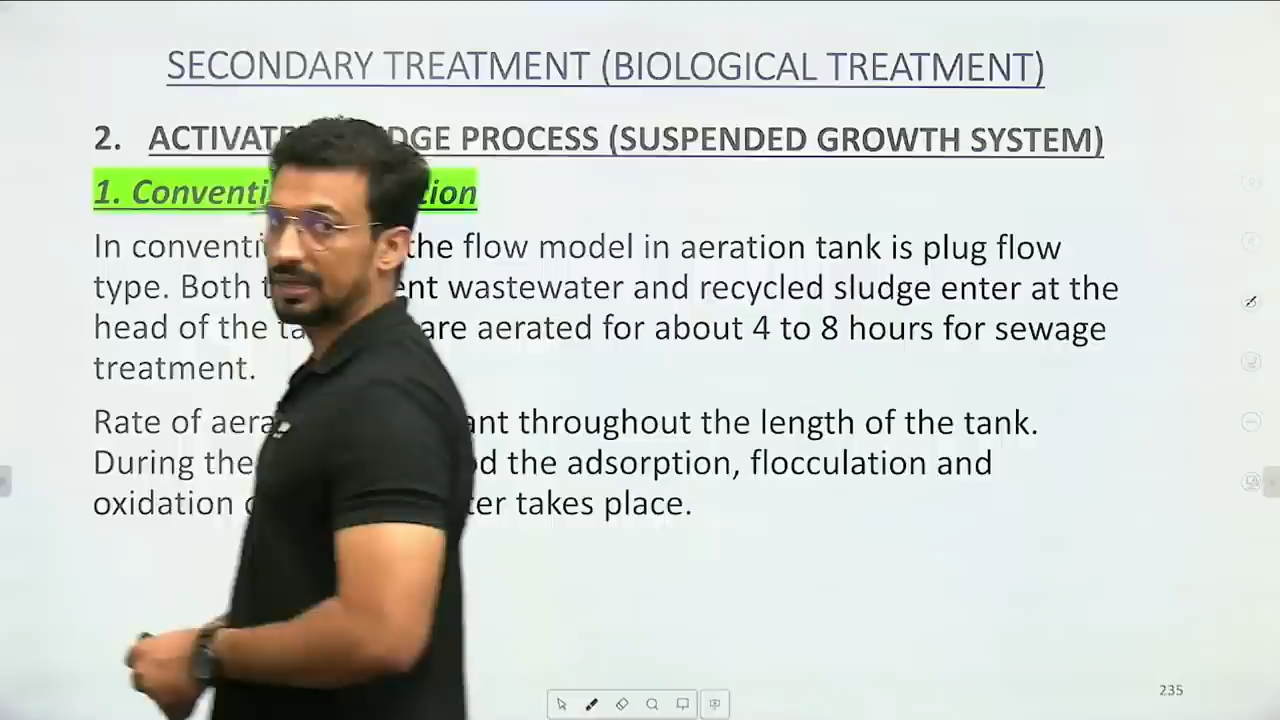 SECONDARY TREATMENT (BIOLOGICAL TREATMENT)
2. ACTIVATE DGE PROCESS (SUSPENDED GROWTH SYSTEM)
1. Conventi tion
In conventi the flow model in aeration tank is plug flow
type. Both t ent wastewater and recycled sludge enter at the
head of the ta are aerated for about 4 to 8 hours for sewage
treatment.
Rate of aera ant throughout the length of the tank.
During the d the adsorption, flocculation and
oxidation ter takes place.
235